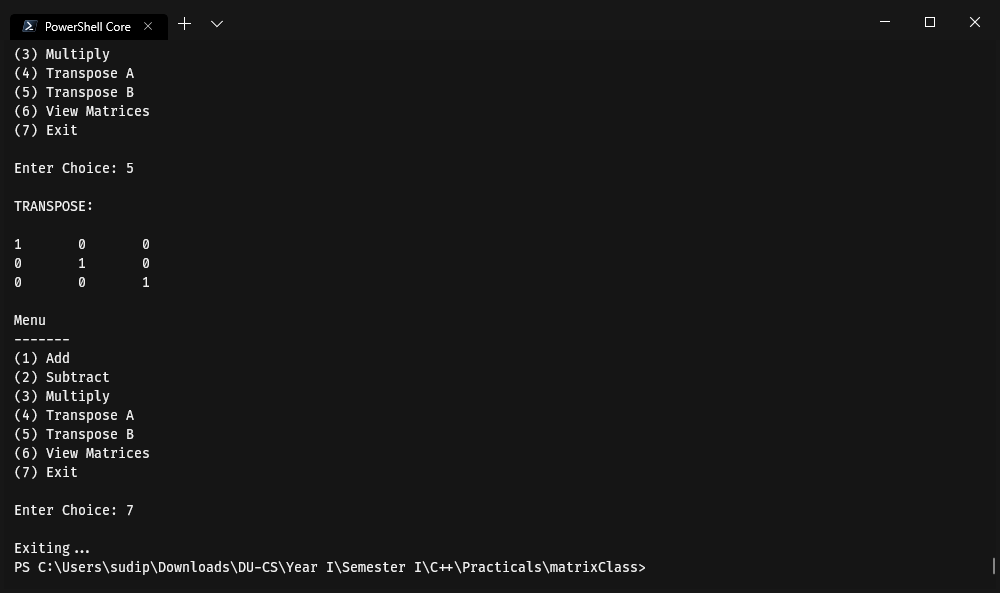 PowerShell Core
(3) Multiply
(4) Transpose A
(5) Transpose B
(6) View Matrices
(7) Exit
Enter Choice: 5
TRANSPOSE:
1 0 0
0 1 0
0 0 1
Menu
-------
(1) Add
(2) Subtract
(3) Multiply
(4) Transpose A
(5) Transpose B
(6) View Matrices
(7) Exit
Enter Choice: 7
Exiting...
PS C:\Users\sudip\Downloads\DU-CS\Year I\Semester I\C++\Practicals\matrixClass>